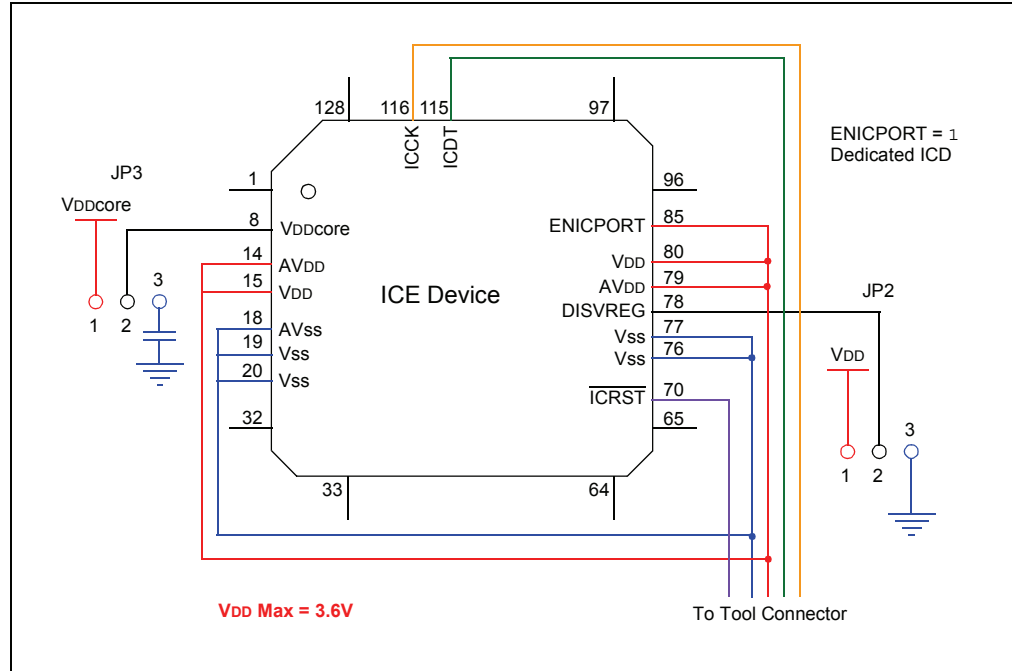 128
116
115
97
ICCK
ICDT
ENICPORT = 1
Dedicated ICD
JP3
VDDcore
1
2
3
1
8
VDDcore
14
AVDD
15
VDD
18
AVss
19
Vss
20
Vss
32
33
ICE Device
96
ENICPORT
85
VDD
80
AVDD
79
DISVREG
78
Vss
77
Vss
76
ICRST
70
65
64
JP2
VDD
1
2
3
VDD Max = 3.6V
To Tool Connector